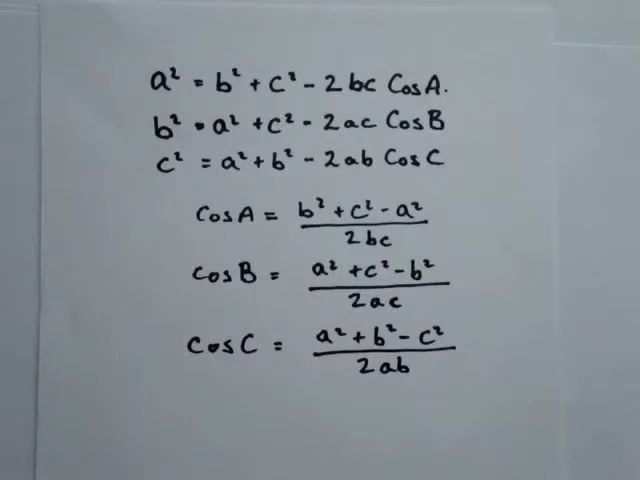 a² = b² + c² - 2bc CosA.
b² = a² + c² - 2ac CosB
c² = a² + b² - 2ab CosC
CosA = (b² + c² - a²) / 2bc
CosB = (a² + c² - b²) / 2ac
CosC = (a² + b² - c²) / 2ab